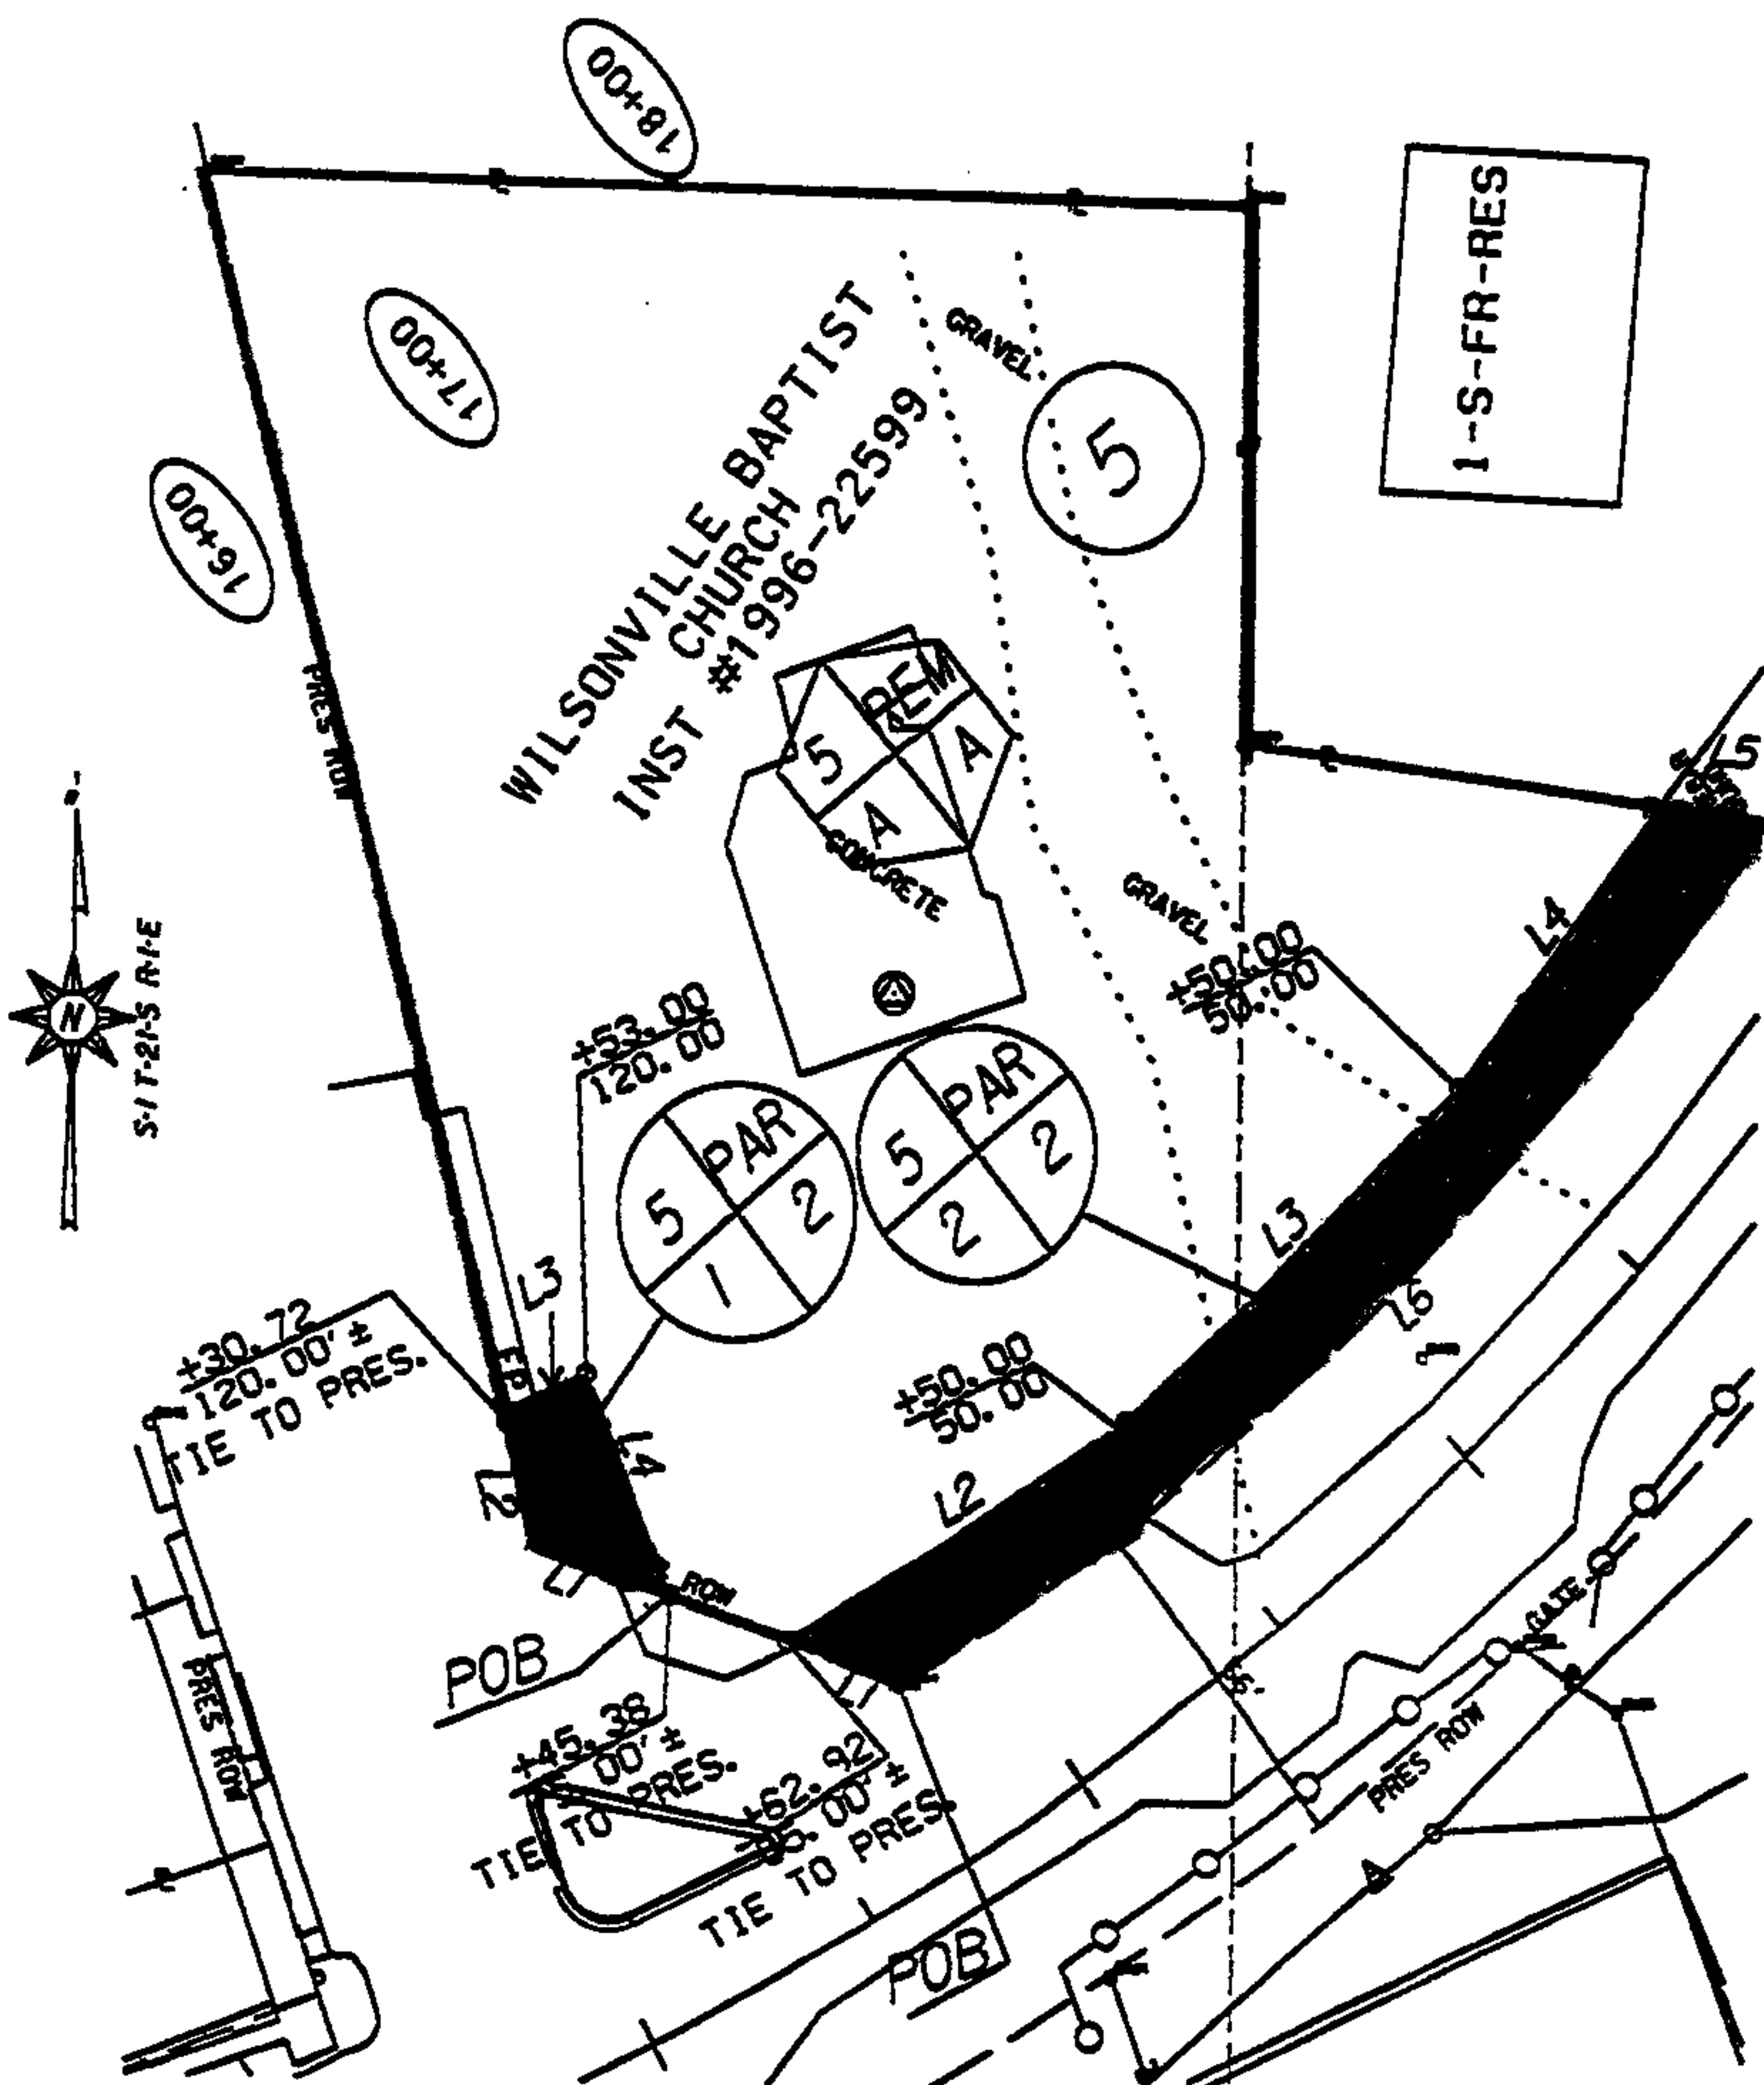 18+00
17+00
16+00
1-S-FR-RES
GRAVEL
5
WILSONVILLE BAPTIST
CHURCH
INST #1996-22599
PRES ROW
REM
5
A
A
CONCRETE
L5
L4
GRAVEL
+50.00
50.00
N
S-1 T-21-S R-1-E
+53.00
120.00
PAR
5
2
1
PAR
5
2
2
L3
L3
L6
+30.72
120.00'±
TIE TO PRES.
+50.00
50.00
L2
L4
L2
L1
ROW
POB
L1
GATE
PRES ROW
PRES ROW
+45.38
00'±
TIE TO PRES.
+62.92
.00'±
TIE TO PRES.
POB